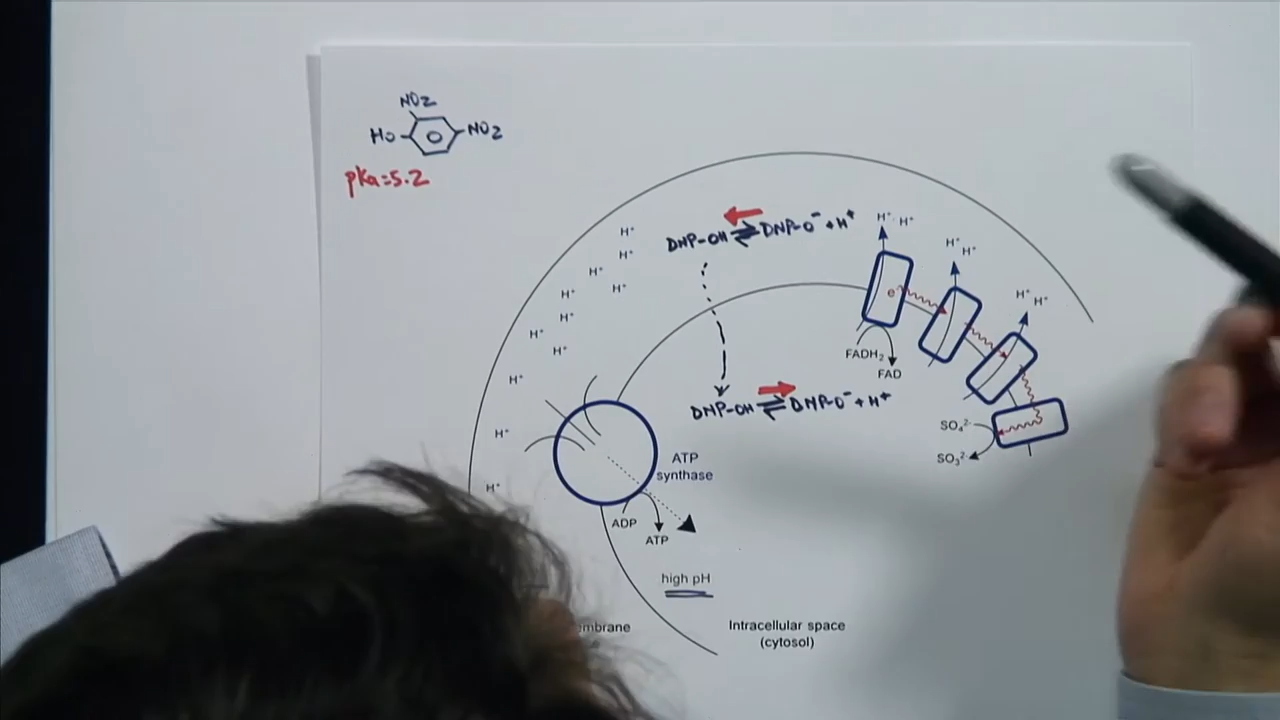 NO2
HO NO2
pKa=5.2
DNP-OH ⇌ DNP-O⁻ + H⁺
H⁺ H⁺
H⁺
H⁺
H⁺ H⁺
H⁺
H⁺ H⁺
H⁺ H⁺
H⁺
H⁺
H⁺
H⁺
H⁺
H⁺
H⁺
e⁻
FADH₂
FAD
DNP-OH ⇌ DNP-O⁻ + H⁺
SO₄²⁻
SO₃²⁻
ATP
synthase
ADP
ATP
high pH
Intracellular space
(cytosol)